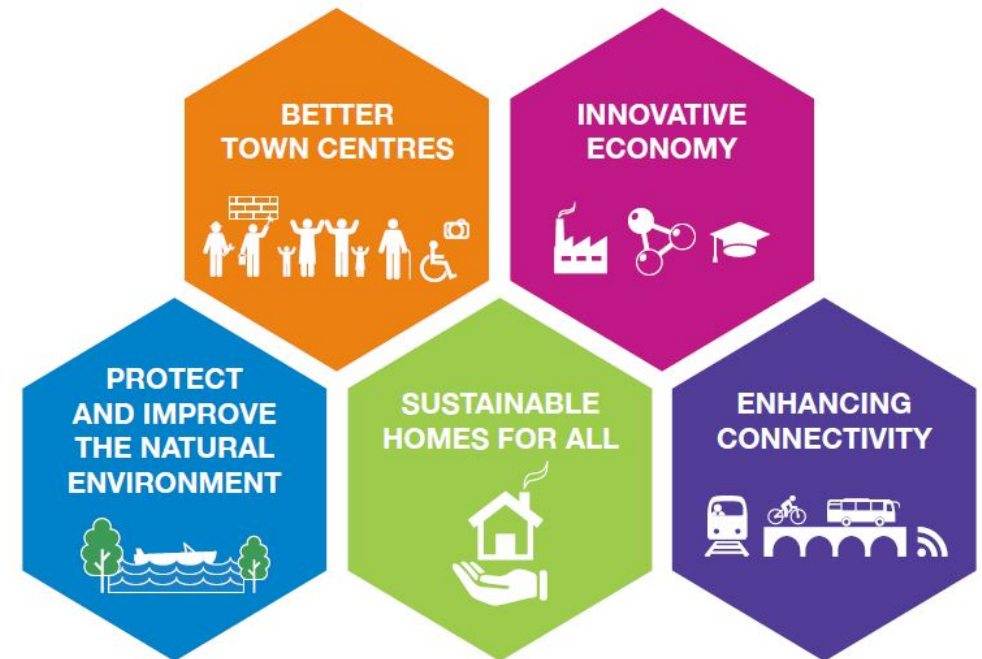 BETTER
TOWN CENTRES
INNOVATIVE
ECONOMY
PROTECT
AND IMPROVE
THE NATURAL
ENVIRONMENT
SUSTAINABLE
HOMES FOR ALL
ENHANCING
CONNECTIVITY